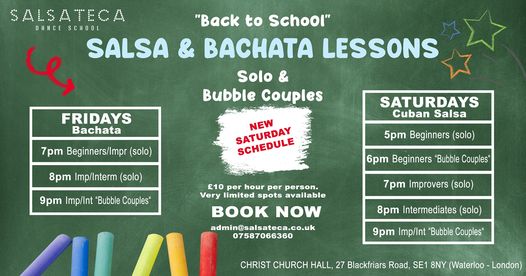 SALSATECA
DANCE SCHOOL
"Back to School"
SALSA & BACHATA LESSONS
Solo &
Bubble Couples
FRIDAYS
Bachata
7pm Beginners/Impr (solo)
8pm Imp/Interm (solo)
9pm Imp/Int "Bubble Couples"
NEW
SATURDAY
SCHEDULE
£10 per hour per person.
Very limited spots available
BOOK NOW
admin@salsateca.co.uk
07587066360
SATURDAYS
Cuban Salsa
5pm Beginners (solo)
6pm Beginners "Bubble Couples"
7pm Improvers (solo)
8pm Intermediates (solo)
9pm Imp/Int "Bubble Couples"
CHRIST CHURCH HALL, 27 Blackfriars Road, SE1 8NY (Waterloo - London)